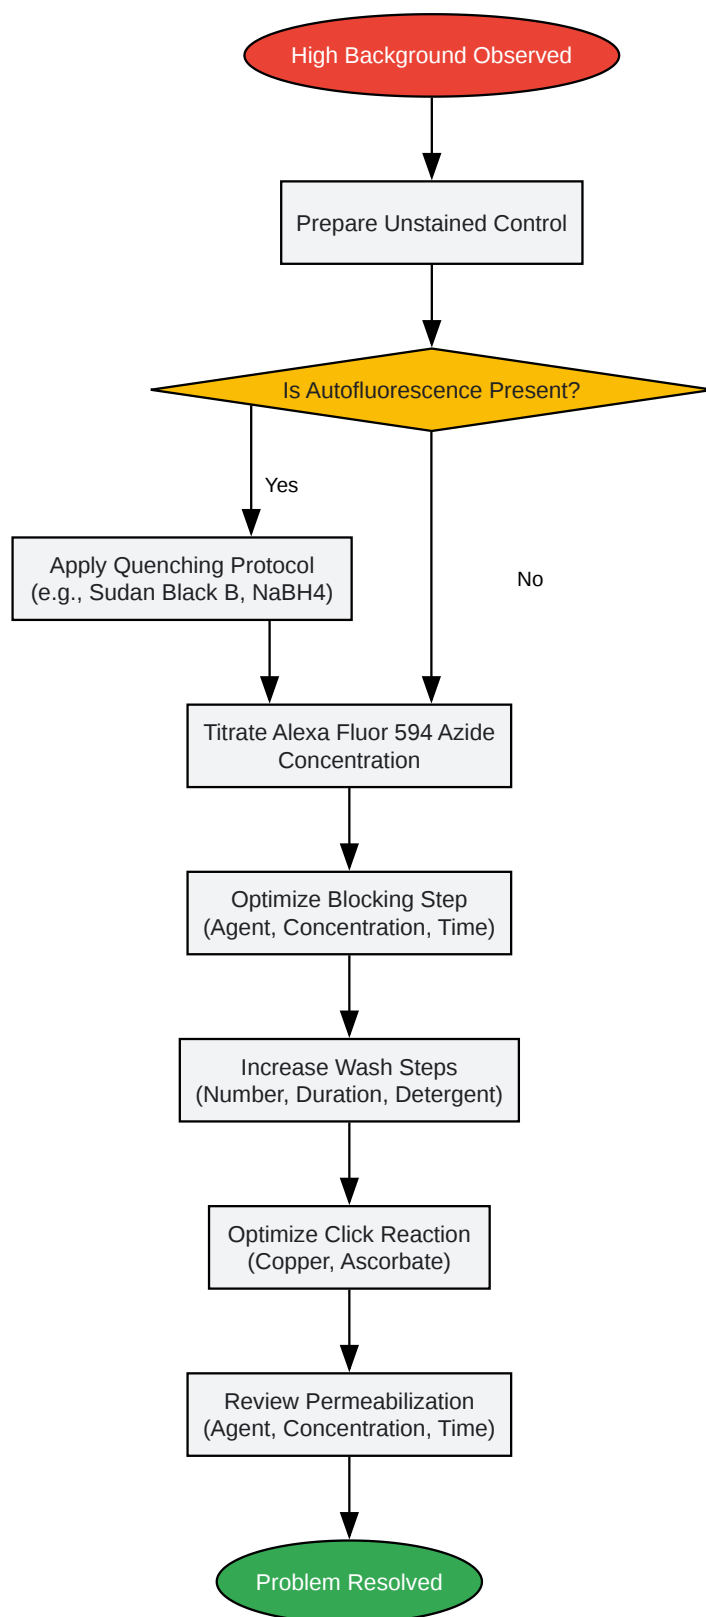 High Background Observed
Prepare Unstained Control
Is Autofluorescence Present?
Yes
Apply Quenching Protocol
(e.g., Sudan Black B, NaBH4)
No
Titrate Alexa Fluor 594 Azide
Concentration
Optimize Blocking Step
(Agent, Concentration, Time)
Increase Wash Steps
(Number, Duration, Detergent)
Optimize Click Reaction
(Copper, Ascorbate)
Review Permeabilization
(Agent, Concentration, Time)
Problem Resolved